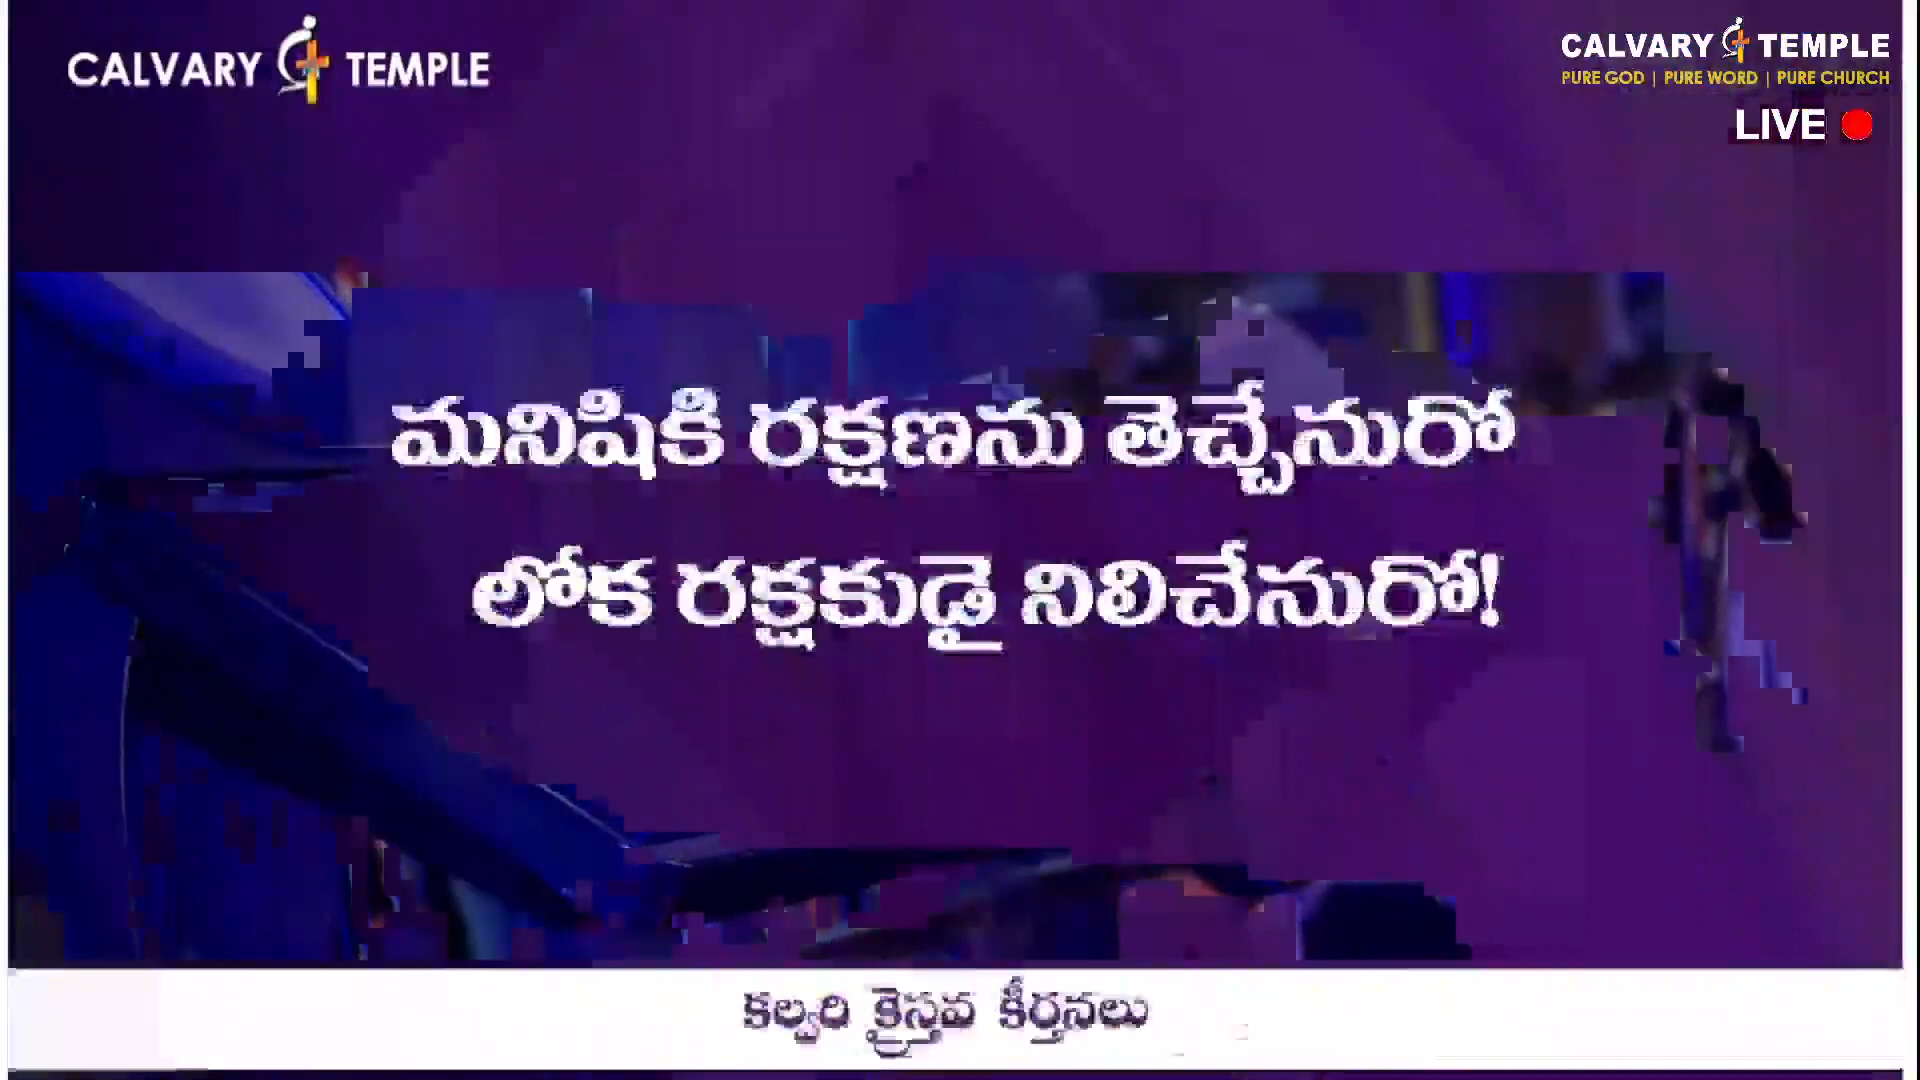 CALVARY TEMPLE
CALVARY TEMPLE
PURE GOD | PURE WORD | PURE CHURCH
LIVE
మనిషికి రక్షణను తెచ్చేనురో
లోక రక్షకుడై నిలిచేనురో!
కల్వరి క్రైస్తవ కీర్తనలు